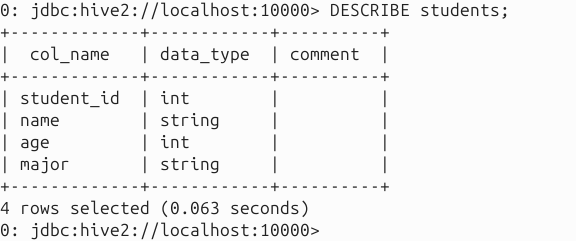 0: jdbc:hive2://localhost:10000> DESCRIBE students;
+-------------+------------+----------+
|  col_name   | data_type  | comment  |
+-------------+------------+----------+
| student_id  | int        |          |
| name        | string     |          |
| age         | int        |          |
| major       | string     |          |
+-------------+------------+----------+
4 rows selected (0.063 seconds)
0: jdbc:hive2://localhost:10000>